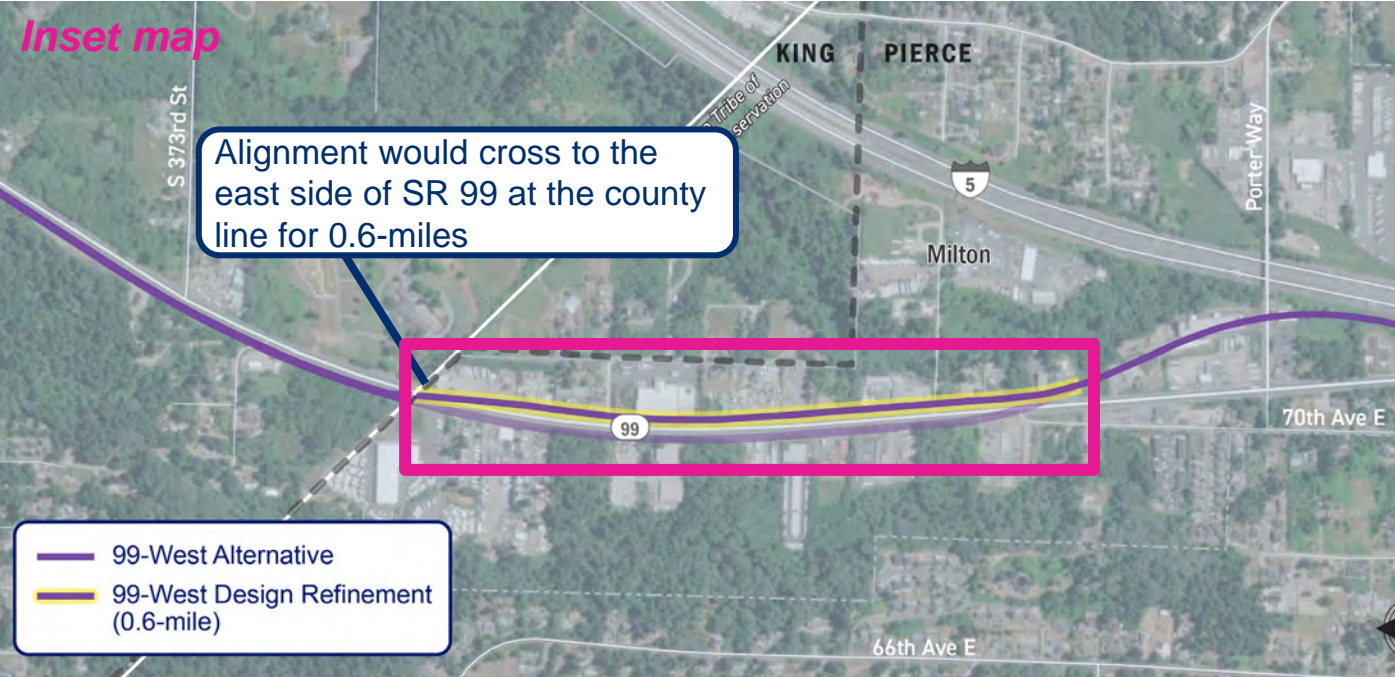 Inset map
KING
PIERCE
Tribe of
servation
S 373rd St
Alignment would cross to the
east side of SR 99 at the county
line for 0.6-miles
5
Porter Way
Milton
99
70th Ave E
99-West Alternative
99-West Design Refinement
(0.6-mile)
66th Ave E